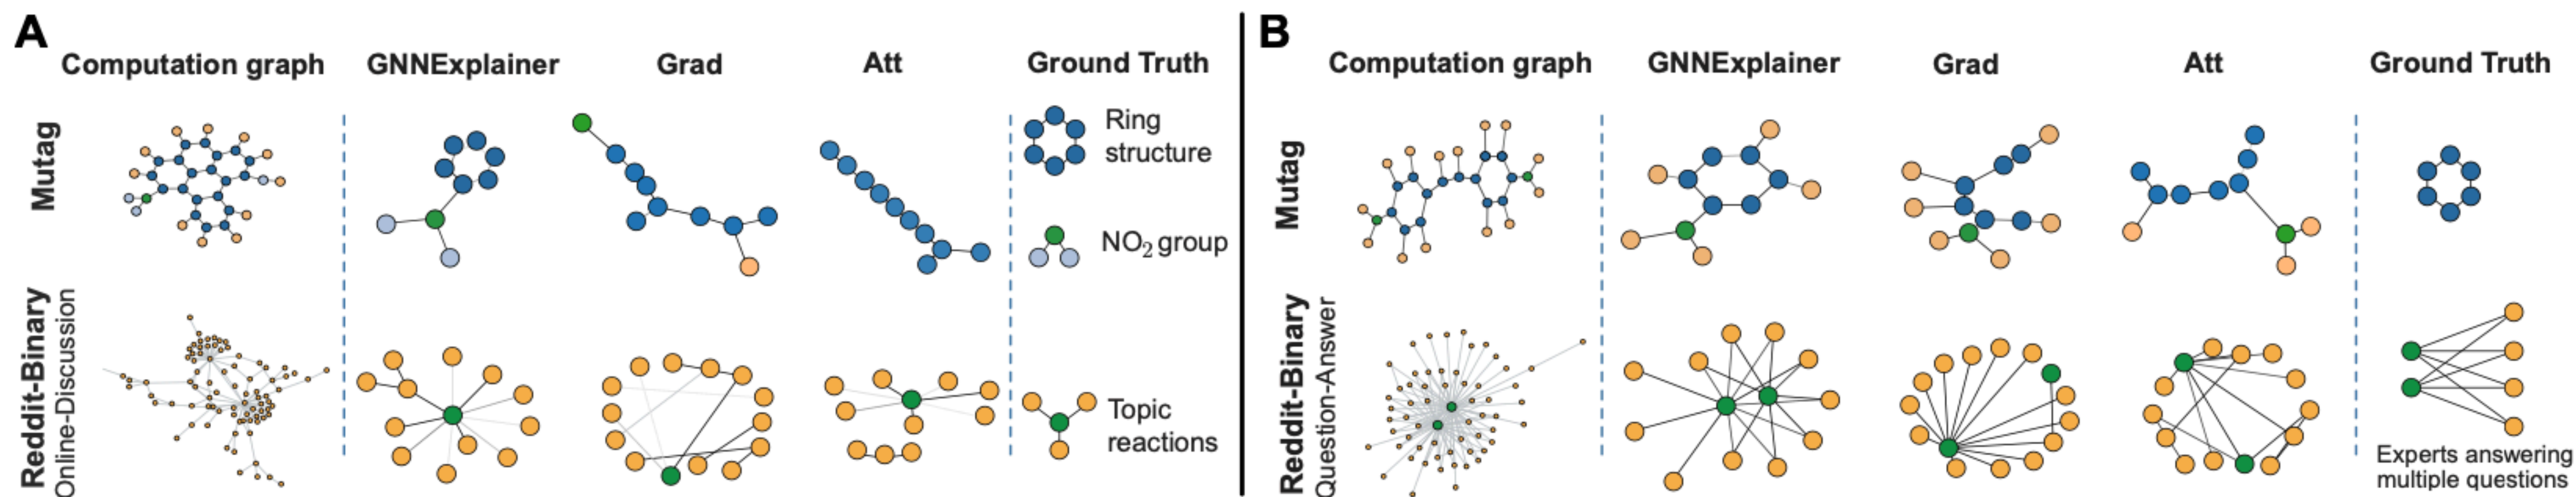 A
Computation graph
GNNExplainer
Grad
Att
Ground Truth
Mutag
Ring
structure
NO₂ group
Reddit-Binary
Online-Discussion
Topic
reactions
B
Computation graph
GNNExplainer
Grad
Att
Ground Truth
Mutag
Reddit-Binary
Question-Answer
Experts answering
multiple questions